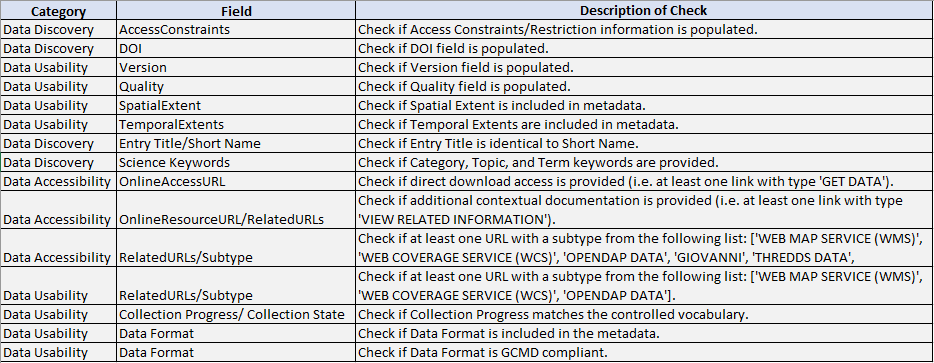 Category Field Description of Check
Data Discovery AccessConstraints Check if Access Constraints/Restriction information is populated.
Data Discovery DOI Check if DOI field is populated.
Data Usability Version Check if Version field is populated.
Data Usability Quality Check if Quality field is populated.
Data Usability SpatialExtent Check if Spatial Extent is included in metadata.
Data Usability TemporalExtents Check if Temporal Extents are included in metadata.
Data Discovery Entry Title/Short Name Check if Entry Title is identical to Short Name.
Data Discovery Science Keywords Check if Category, Topic, and Term keywords are provided.
Data Accessibility OnlineAccessURL Check if direct download access is provided (i.e. at least one link with type 'GET DATA').
Check if additional contextual documentation is provided (i.e. at least one link with type
Data Accessibility OnlineResourceURL/RelatedURLs 'VIEW RELATED INFORMATION').
Check if at least one URL with a subtype from the following list: ['WEB MAP SERVICE (WMS)',
Data Accessibility RelatedURLs/Subtype 'WEB COVERAGE SERVICE (WCS)', 'OPENDAP DATA', 'GIOVANNI', 'THREDDS DATA',
Check if at least one URL with a subtype from the following list: ['WEB MAP SERVICE (WMS)',
Data Usability RelatedURLs/Subtype 'WEB COVERAGE SERVICE (WCS)', 'OPENDAP DATA'].
Data Usability Collection Progress/ Collection State Check if Collection Progress matches the controlled vocabulary.
Data Usability Data Format Check if Data Format is included in the metadata.
Data Usability Data Format Check if Data Format is GCMD compliant.